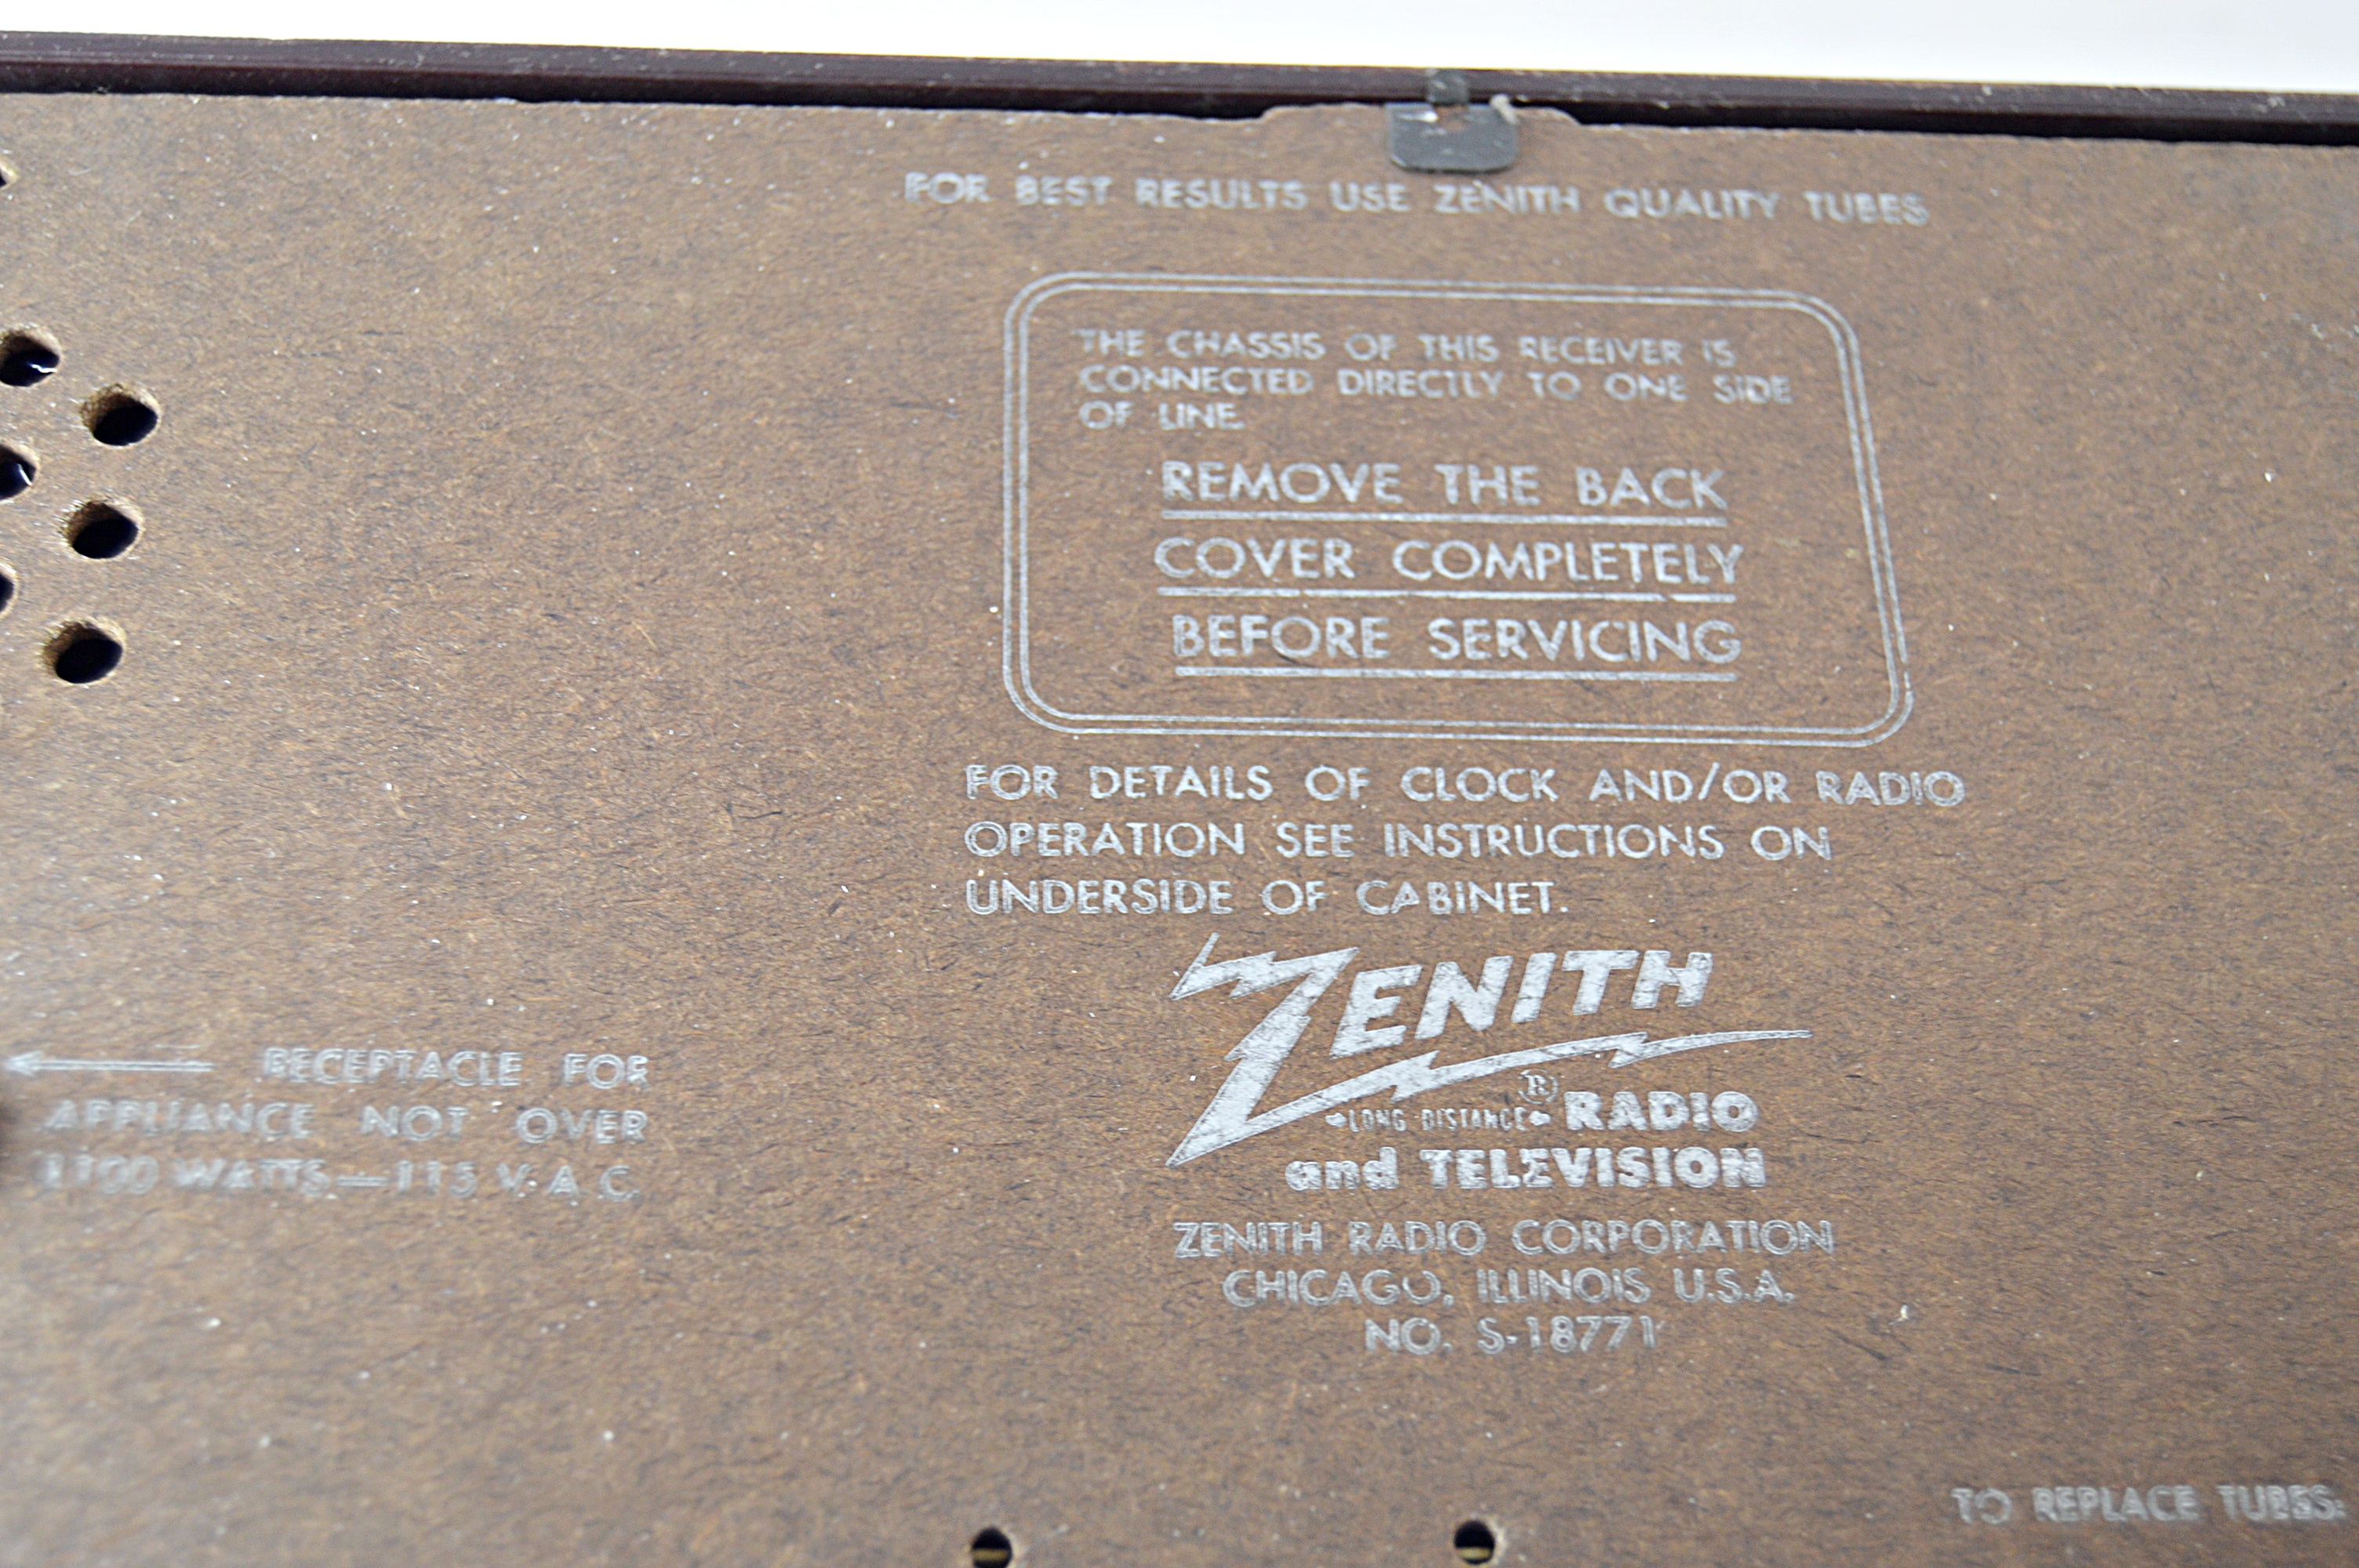 FOR BEST RESULTS USE ZENITH QUALITY TUBES
THE CHASSIS OF THIS RECEIVER IS
CONNECTED DIRECTLY TO ONE SIDE
OF LINE
REMOVE THE BACK
COVER COMPLETELY
BEFORE SERVICING
FOR DETAILS OF CLOCK AND/OR RADIO
OPERATION SEE INSTRUCTIONS ON
UNDERSIDE OF CABINET.
ZENITH
®
LONG DISTANCE RADIO
and TELEVISION
ZENITH RADIO CORPORATION
CHICAGO, ILLINOIS U.S.A.
NO. S-18771
RECEPTACLE FOR
APPLIANCE NOT OVER
1100 WATTS—115 V. A. C.
TO REPLACE TUBES: